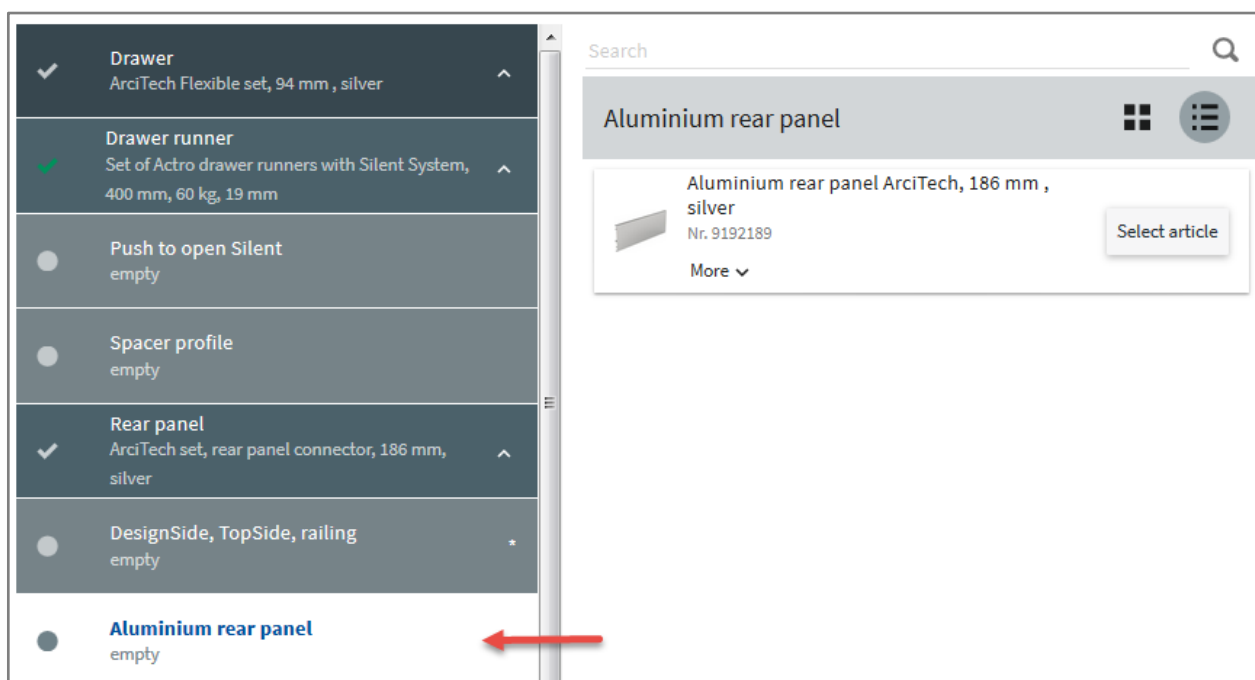 Drawer
ArciTech Flexible set, 94 mm , silver
Drawer runner
Set of Actro drawer runners with Silent System,
400 mm, 60 kg, 19 mm
Push to open Silent
empty
Spacer profile
empty
Rear panel
ArciTech set, rear panel connector, 186 mm,
silver
DesignSide, TopSide, railing
*
empty
Aluminium rear panel
empty
Search
Aluminium rear panel
Aluminium rear panel ArciTech, 186 mm ,
silver
Nr. 9192189
Select article
More